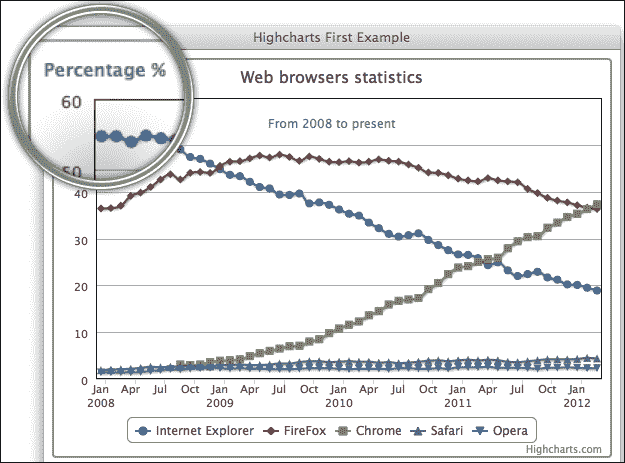 Highcharts First Example
Percentage %
Web browsers statistics
From 2008 to present
60
50
40
30
20
10
0
Jan Apr Jul Oct Jan Apr Jul Oct Jan Apr Jul Oct Jan Apr Jul Oct Jan
2008 2009 2010 2011 2012
Internet Explorer FireFox Chrome Safari Opera
Highcharts.com